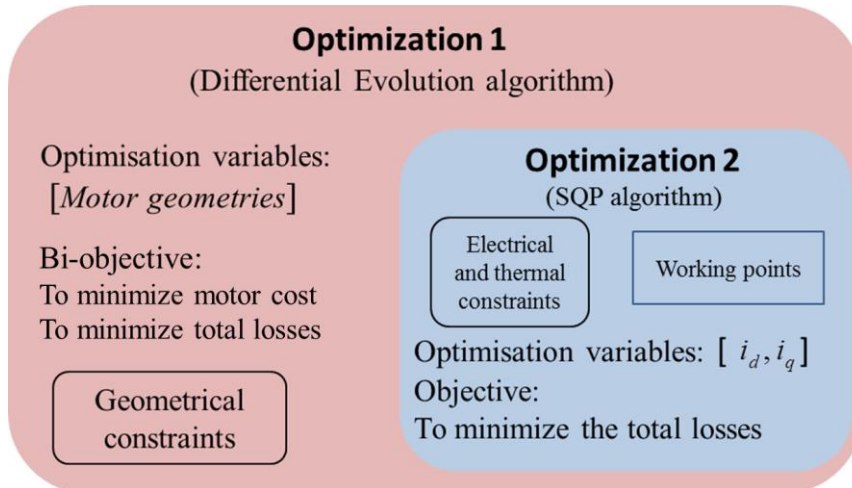 Optimization 1
(Differential Evolution algorithm)
Optimisation variables:
[Motor geometries]
Bi-objective:
To minimize motor cost
To minimize total losses
Geometrical
constraints
Optimization 2
(SQP algorithm)
Electrical
and thermal
constraints
Working points
Optimisation variables: [ i_d, i_q ]
Objective:
To minimize the total losses